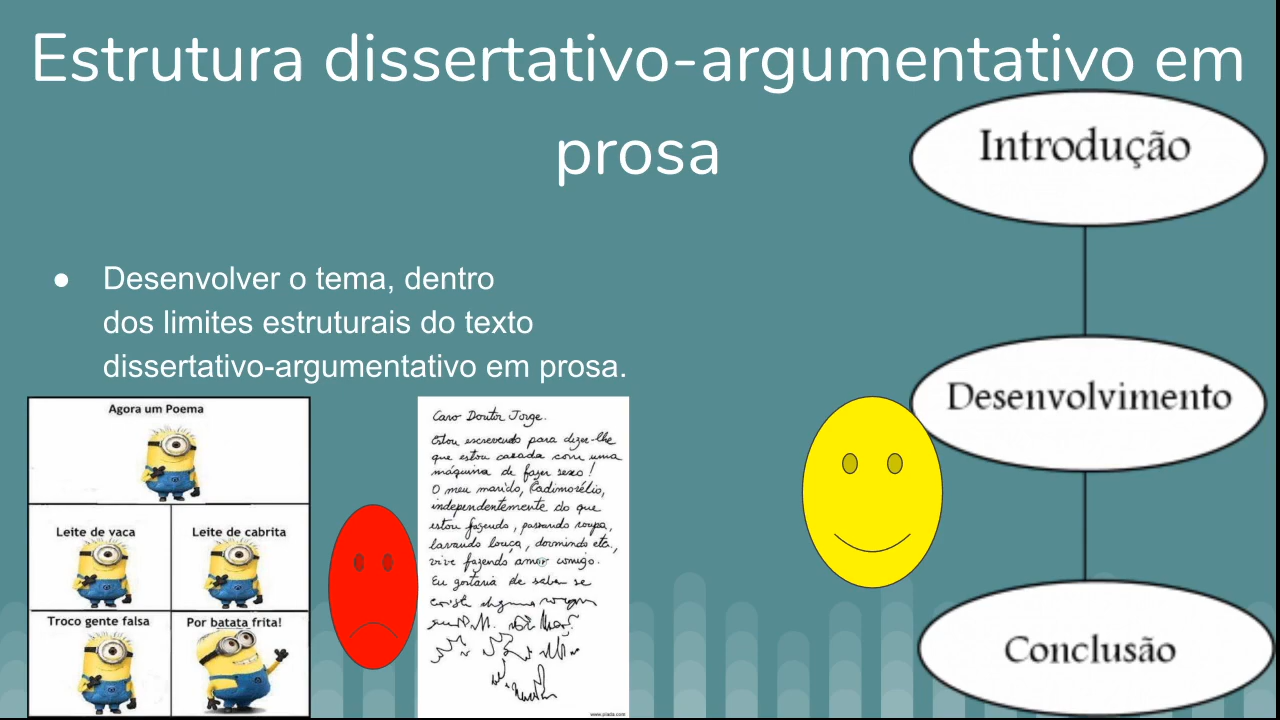 Estrutura dissertativo-argumentativo em
prosa
Introdução
● Desenvolver o tema, dentro
dos limites estruturais do texto
dissertativo-argumentativo em prosa.
Desenvolvimento
Conclusão
Agora um Poema
Leite de vaca
Leite de cabrita
Troco gente falsa
Por batata frita!
Caro Doutor Jorge.
Estou escrevendo para dizer-lhe
que estou casada com uma
máquina de fazer sexo!
O meu marido,
independentemente do que
estou fazendo, passando roupa,
lavando louça, dormindo etc.,
vive fazendo amor comigo.
Eu gostaria de saber se
www.piada.com